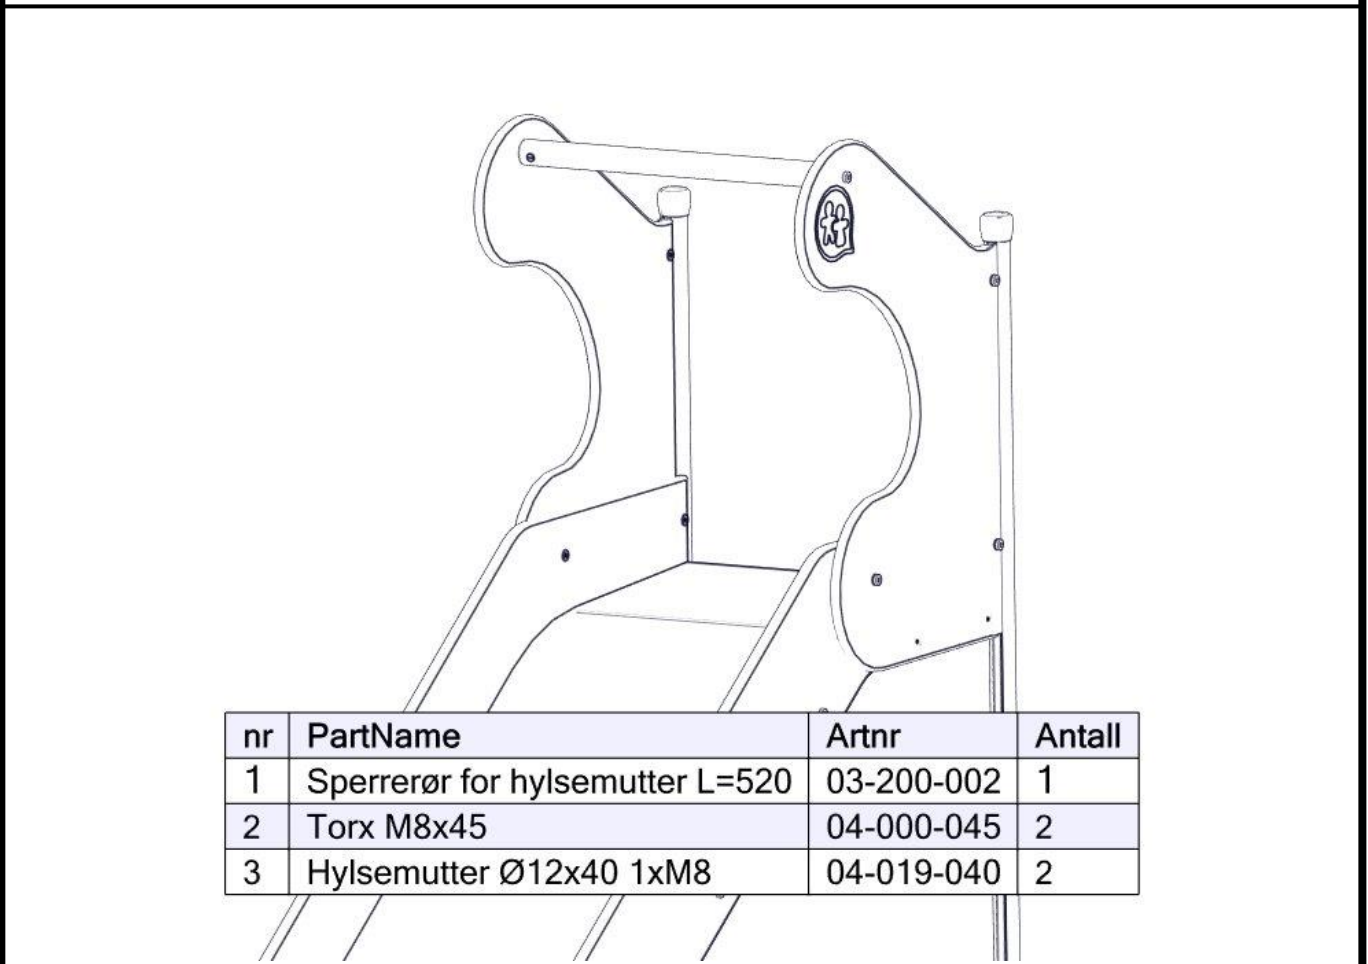 nr PartName Artnr Antall
1 Sperrerør for hylsemutter L=520 03-200-002 1
2 Torx M8x45 04-000-045 2
3 Hylsemutter Ø12x40 1xM8 04-019-040 2